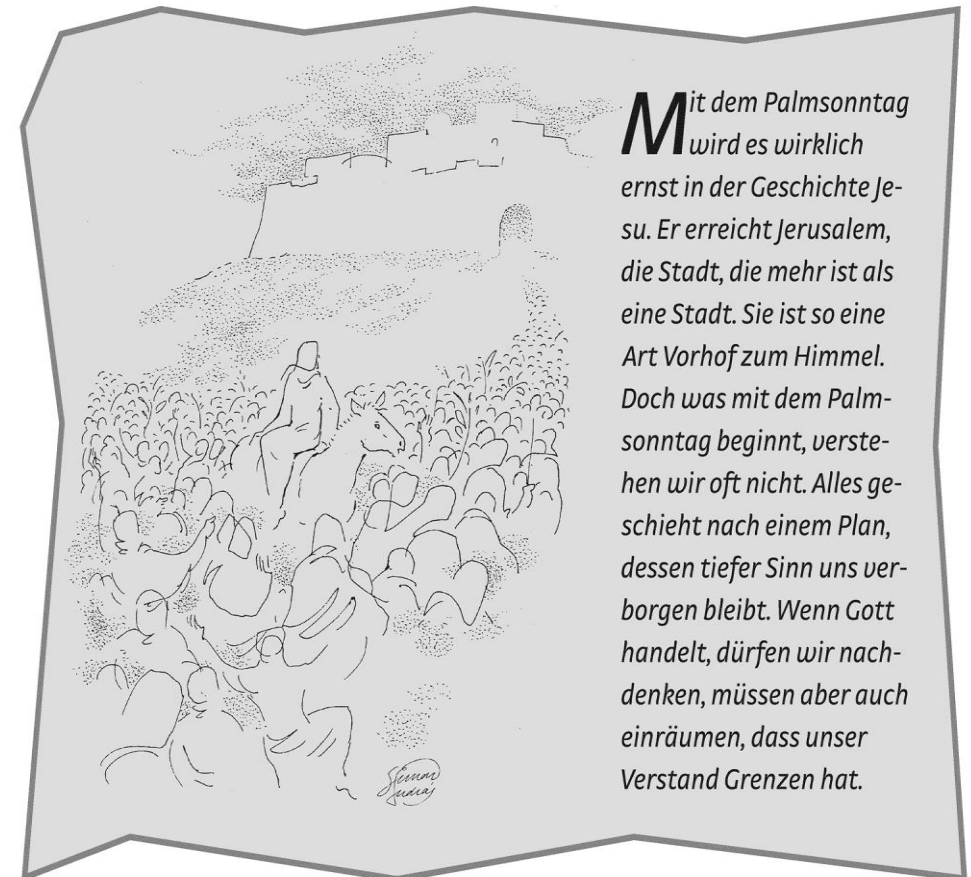 Mit dem Palmsonntag
wird es wirklich
ernst in der Geschichte Je-
su. Er erreicht Jerusalem,
die Stadt, die mehr ist als
eine Stadt. Sie ist so eine
Art Vorhof zum Himmel.
Doch was mit dem Palm-
sonntag beginnt, verste-
hen wir oft nicht. Alles ge-
schieht nach einem Plan,
dessen tiefer Sinn uns ver-
borgen bleibt. Wenn Gott
handelt, dürfen wir nach-
denken, müssen aber auch
einräumen, dass unser
Verstand Grenzen hat.